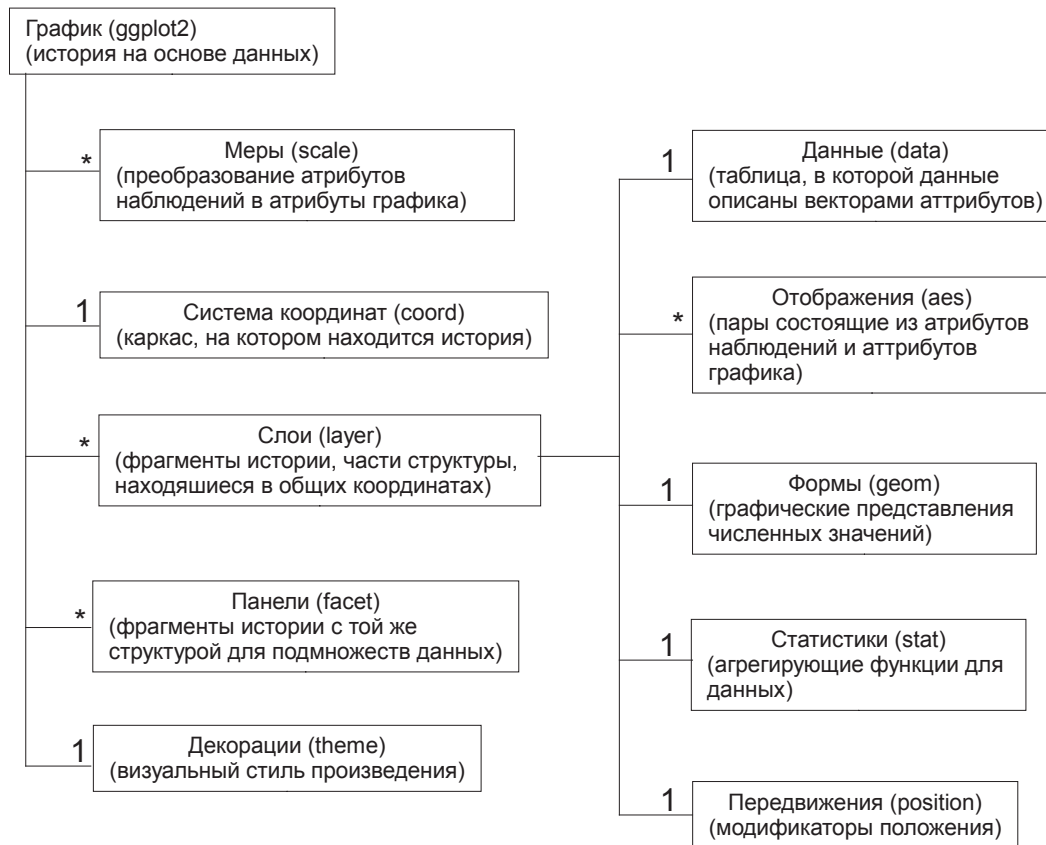 График (ggplot2)
(история на основе данных)
*
Меры (scale)
(преобразование атрибутов
наблюдений в атрибуты графика)
1
Система координат (coord)
(каркас, на котором находится история)
*
Слои (layer)
(фрагменты истории, части структуры,
находяшиеся в общих координатах)
*
Панели (facet)
(фрагменты истории с той же
структурой для подмножеств данных)
1
Декорации (theme)
(визуальный стиль произведения)
1
Данные (data)
(таблица, в которой данные
описаны векторами аттрибутов)
*
Отображения (aes)
(пары состоящие из атрибутов
наблюдений и аттрибутов
графика)
1
Формы (geom)
(графические представления
численных значений)
1
Статистики (stat)
(агрегирующие функции для
данных)
1
Передвижения (position)
(модификаторы положения)